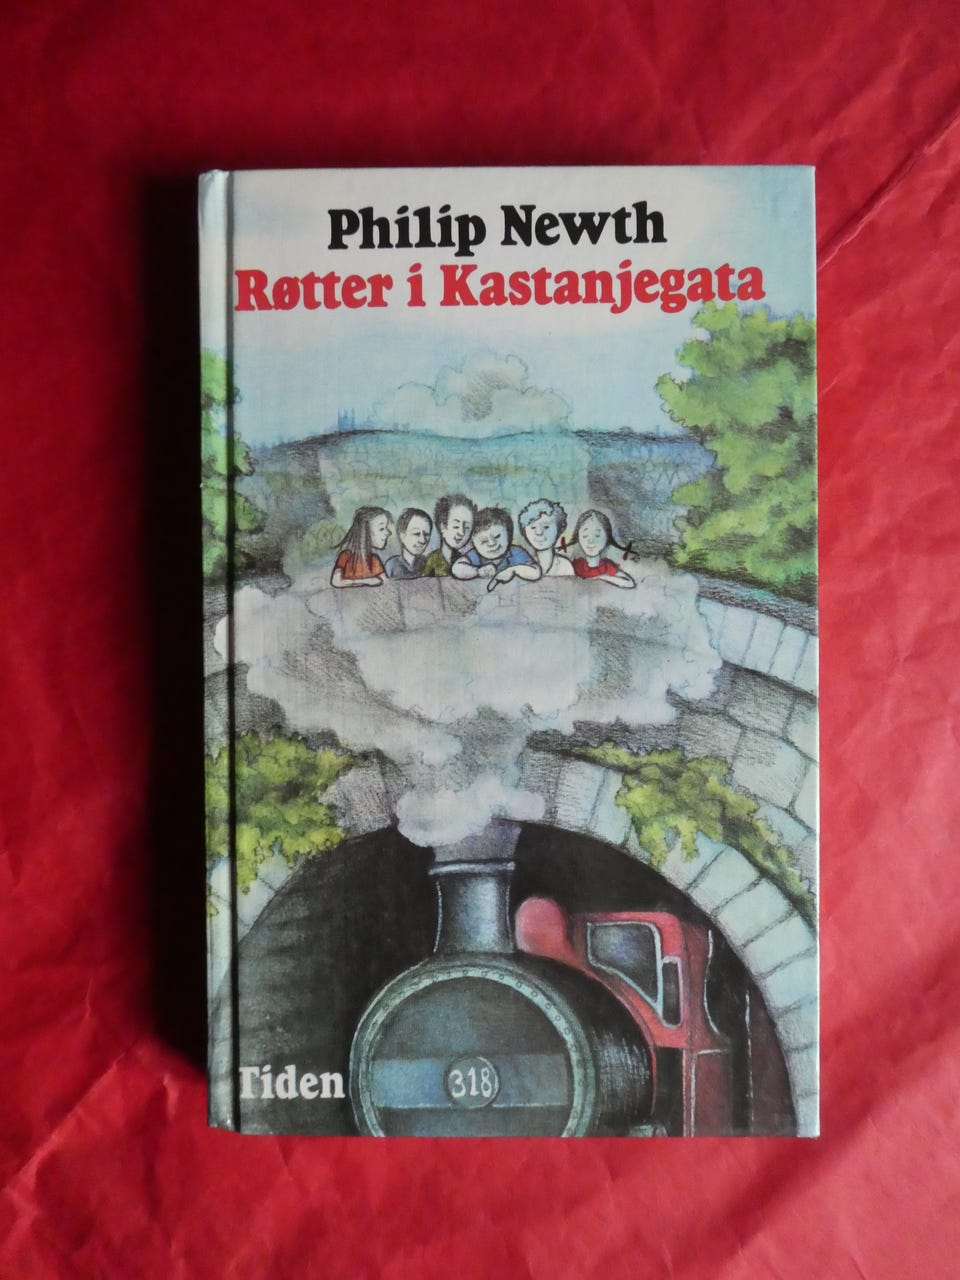 Philip Newth
Røtter i Kastanjegata
Tiden
318